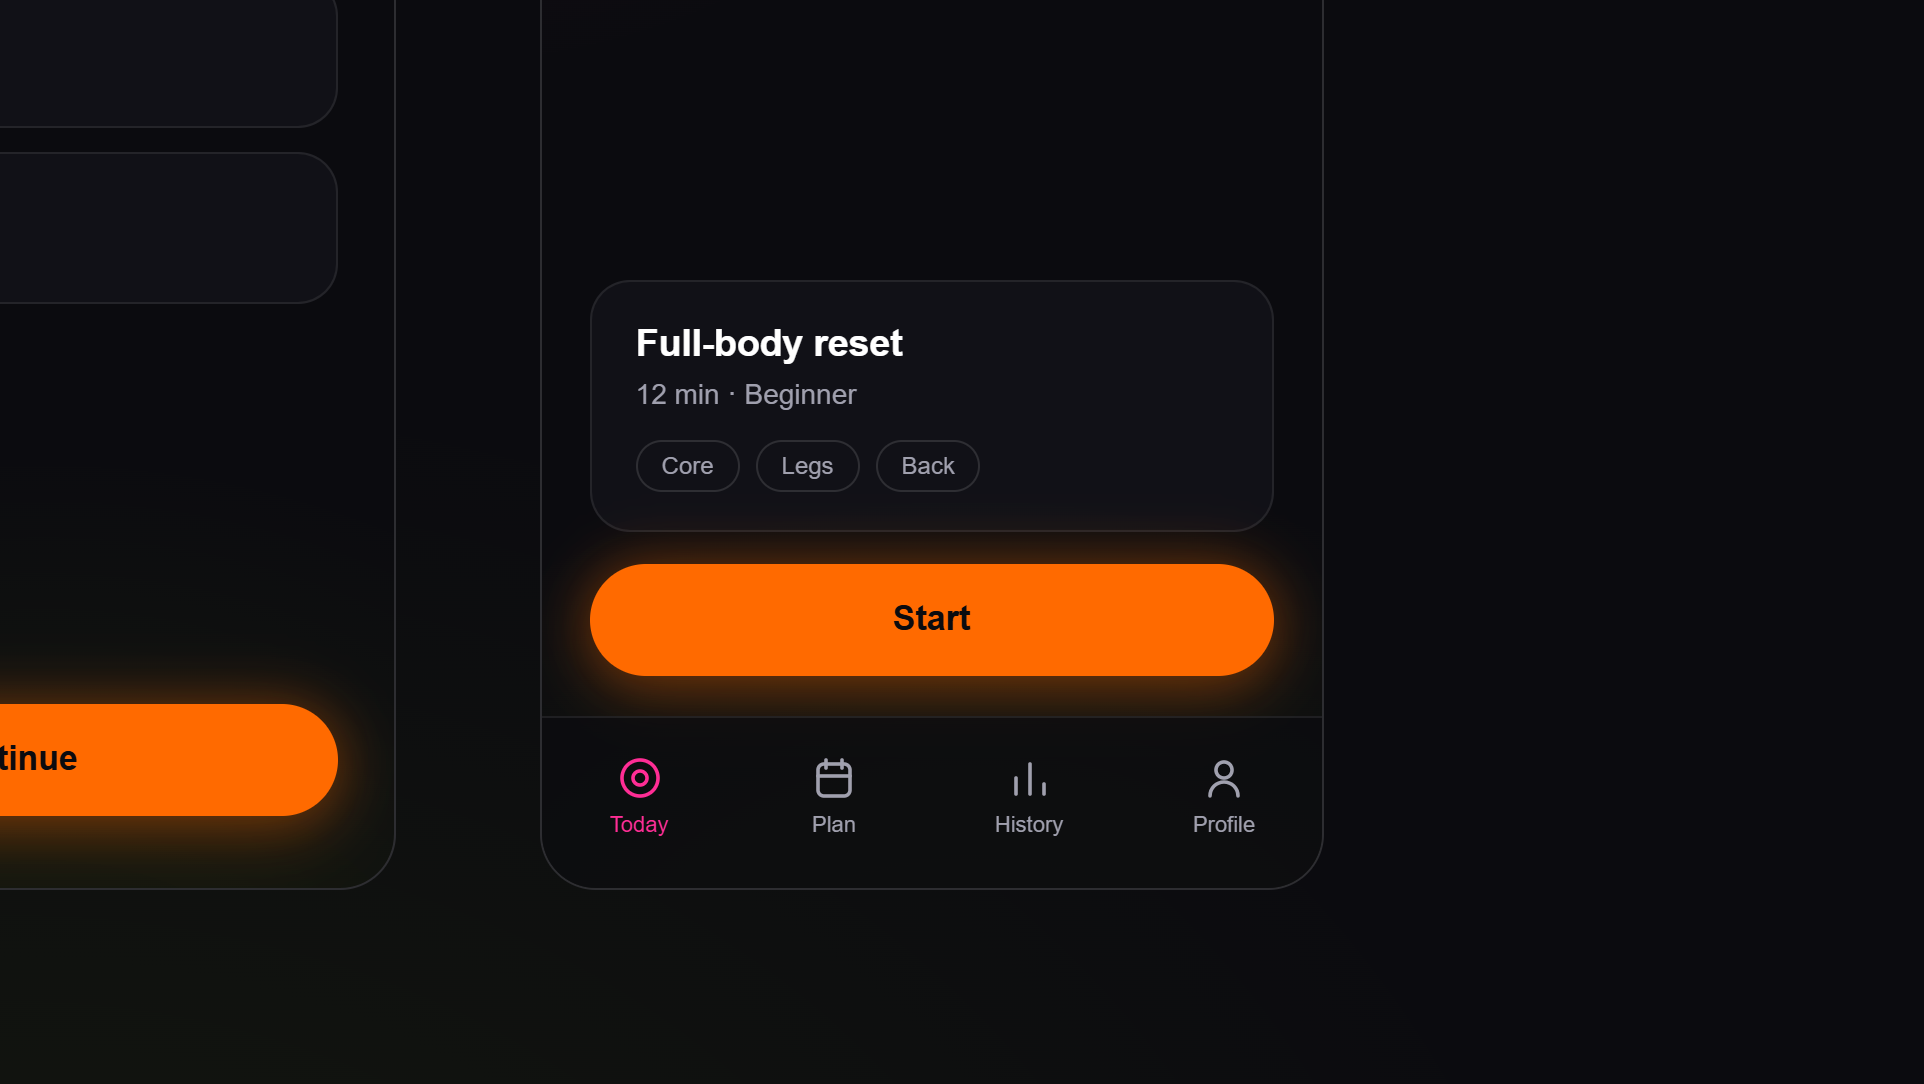 Full-body reset
12 min · Beginner
Core Legs Back
Start
tinue
Today Plan History Profile